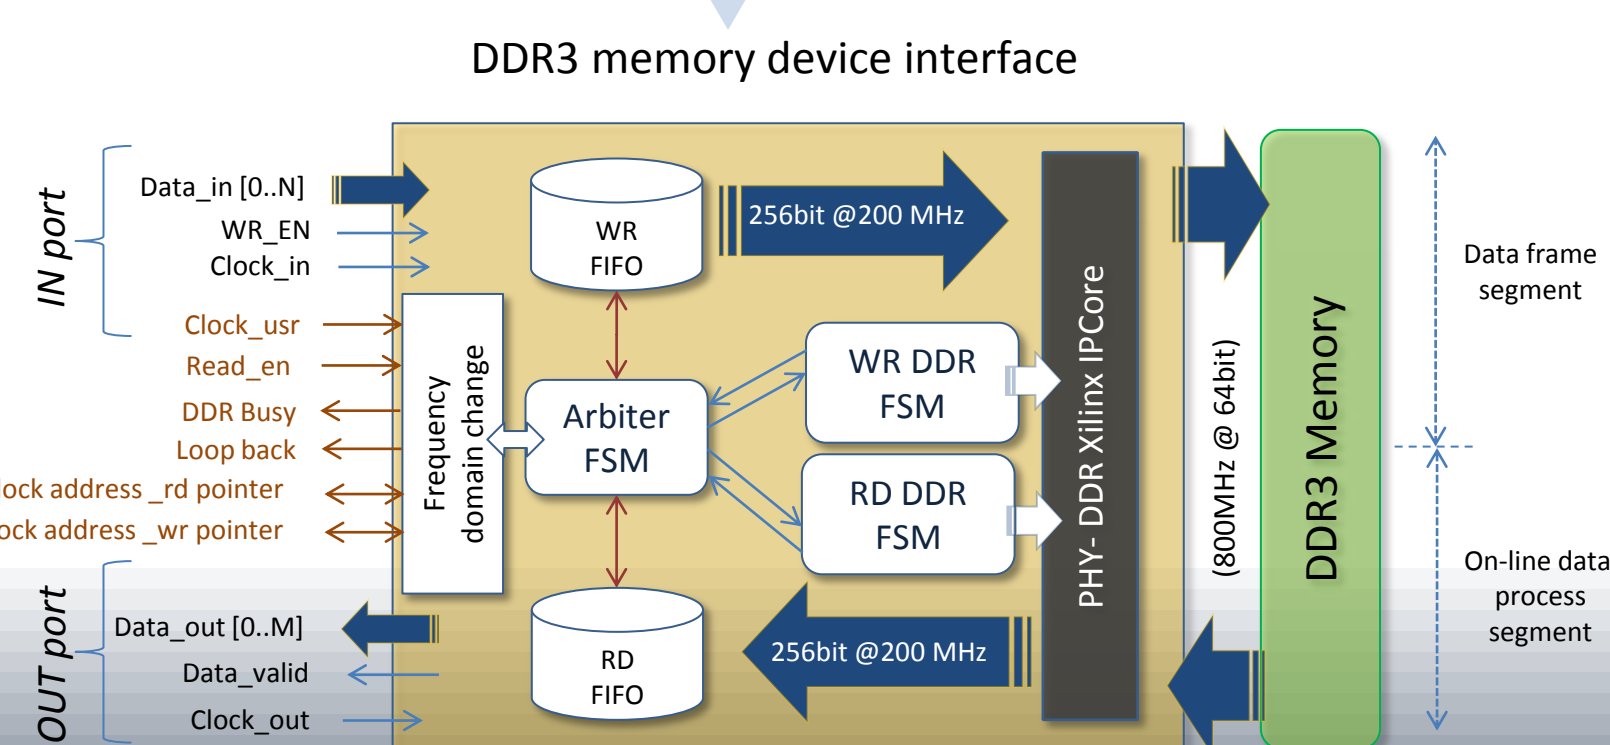 DDR3 memory device interface
IN port
Data_in [0..N]
WR_EN
Clock_in
Clock_usr
Read_en
DDR Busy
Loop back
lock address _rd pointer
ock address _wr pointer
OUT port
Data_out [0..M]
Data_valid
Clock_out
Frequency
domain change
WR
FIFO
Arbiter
FSM
RD
FIFO
256bit @200 MHz
WR DDR
FSM
RD DDR
FSM
256bit @200 MHz
PHY- DDR Xilinx IPCore
(800MHz @ 64bit)
DDR3 Memory
Data frame
segment
On-line data
process
segment